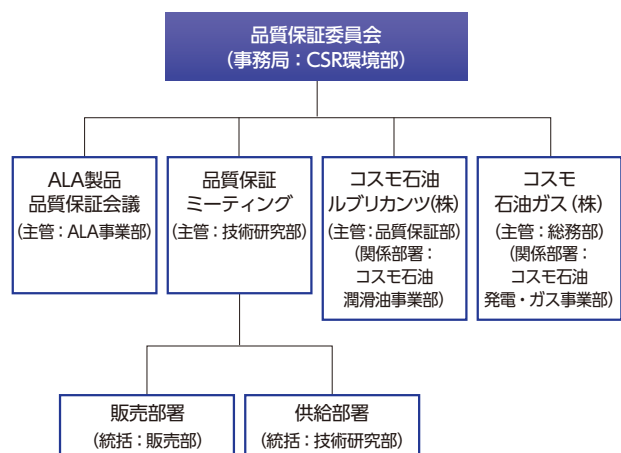 品質保証委員会
(事務局：CSR環境部)
ALA製品
品質保証会議
(主管：ALA事業部)
品質保証
ミーティング
(主管：技術研究部)
コスモ石油
ルブリカンツ(株)
(主管：品質保証部)
(関係部署：
コスモ石油
潤滑油事業部)
コスモ
石油ガス(株)
(主管：総務部)
(関係部署：
コスモ石油
発電・ガス事業部)
販売部署
(統括：販売部)
供給部署
(統括：技術研究部)